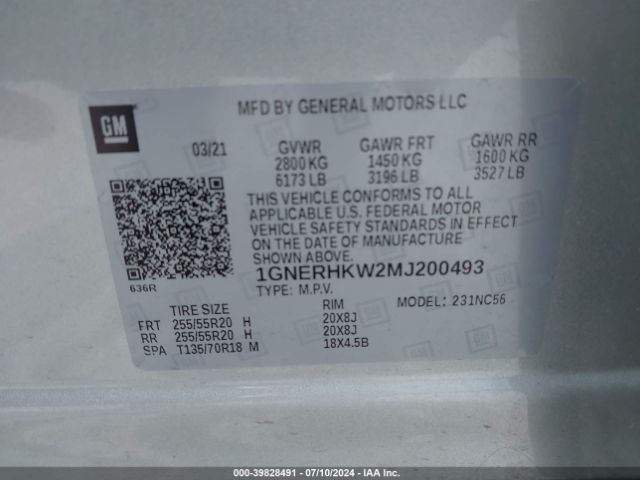 GM
MFD BY GENERAL MOTORS LLC
03/21 GVWR GAWR FRT GAWR RR
2800 KG 1450 KG 1600 KG
6173 LB 3196 LB 3527 LB
THIS VEHICLE CONFORMS TO ALL
APPLICABLE U.S. FEDERAL MOTOR
VEHICLE SAFETY STANDARDS IN EFFECT
ON THE DATE OF MANUFACTURE
SHOWN ABOVE.
1GNERHKW2MJ200493
636R
TYPE: M.P.V. MODEL: 231NC56
TIRE SIZE RIM
FRT 255/55R20 H 20X8J
RR 255/55R20 H 20X8J
SPA T135/70R18 M 18X4.5B
000-39828491 - 07/10/2024 - IAAI.com